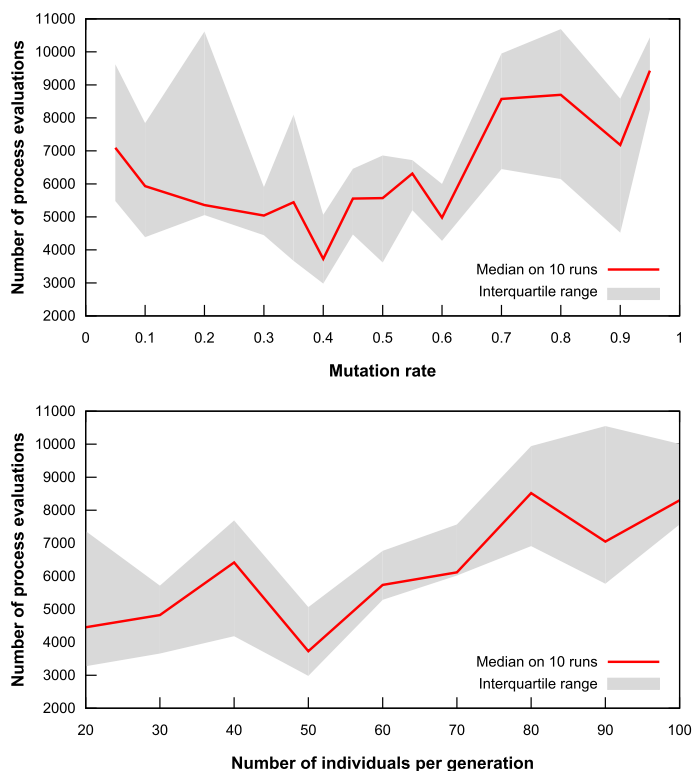 11000
10000
9000
8000
7000
6000
5000
4000
3000
2000
Number of process evaluations
Median on 10 runs
Interquartile range
0 0.1 0.2 0.3 0.4 0.5 0.6 0.7 0.8 0.9 1
Mutation rate
11000
10000
9000
8000
7000
6000
5000
4000
3000
2000
Number of process evaluations
Median on 10 runs
Interquartile range
20 30 40 50 60 70 80 90 100
Number of individuals per generation